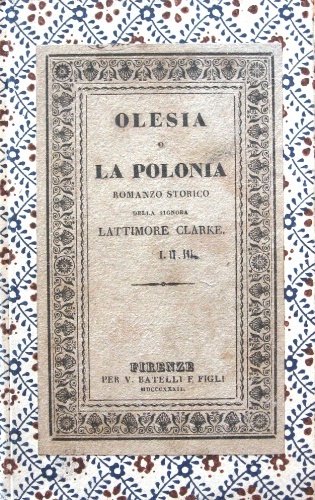 OLESIA
O
LA POLONIA
ROMANZO STORICO
DELLA SIGNORA
LATTIMORE CLARKE.
I. II. III.
FIRENZE
PER V. BATELLI E FIGLI
MDCCCXXXII.